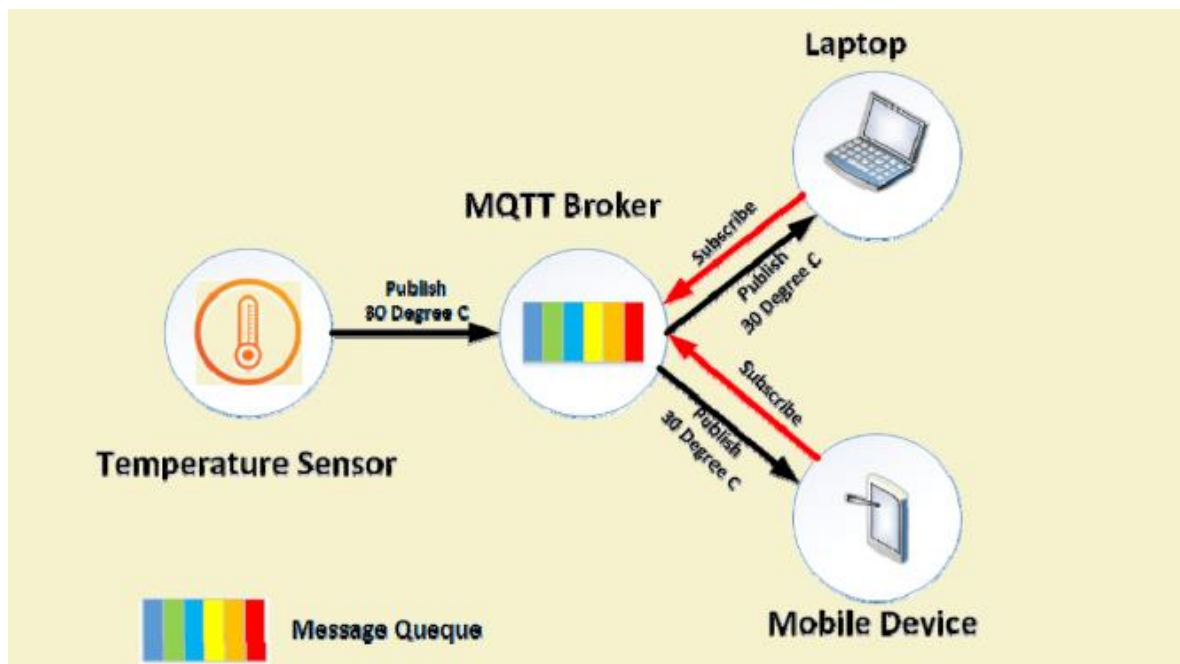 Laptop
MQTT Broker
Subscribe
Publish
30 Degree C
Publish
30 Degree C
Subscribe
Publish
30 Degree C
Temperature Sensor
Mobile Device
Message Queque